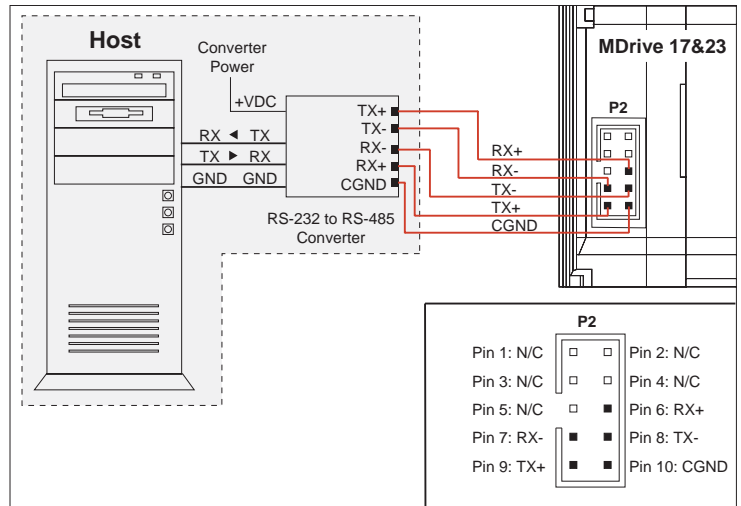 Host
Converter
Power
+VDC
RX ◄ TX
TX ► RX
GND GND
TX+
TX-
RX-
RX+
CGND
RS-232 to RS-485
Converter
MDrive 17&23
P2
RX+
RX-
TX-
TX+
CGND
P2
Pin 1: N/C
Pin 2: N/C
Pin 3: N/C
Pin 4: N/C
Pin 5: N/C
Pin 6: RX+
Pin 7: RX-
Pin 8: TX-
Pin 9: TX+
Pin 10: CGND